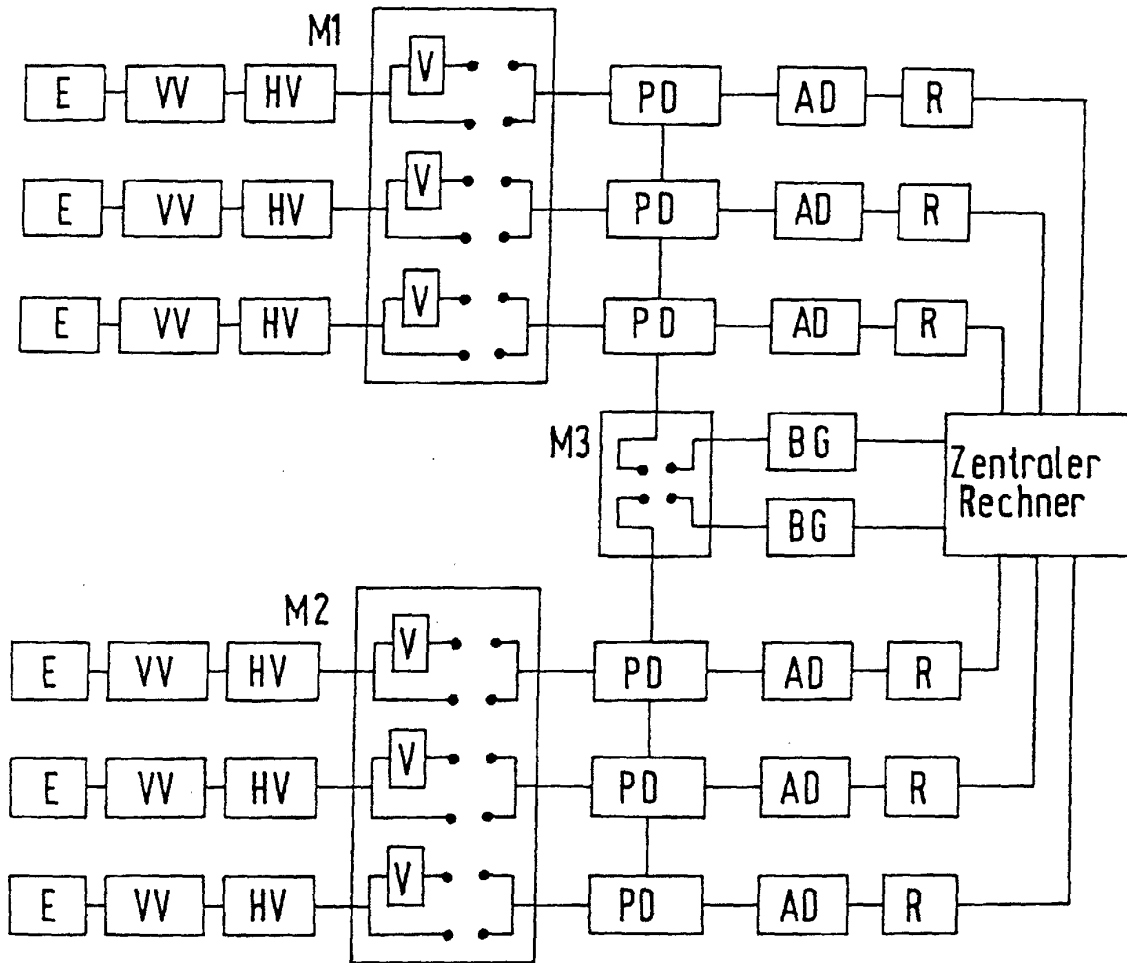 M1
V
E VV HV PD AD R
V
E VV HV PD AD R
V
E VV HV PD AD R
M3 BG
Zentraler
Rechner
BG
M2
V
E VV HV PD AD R
V
E VV HV PD AD R
V
E VV HV PD AD R